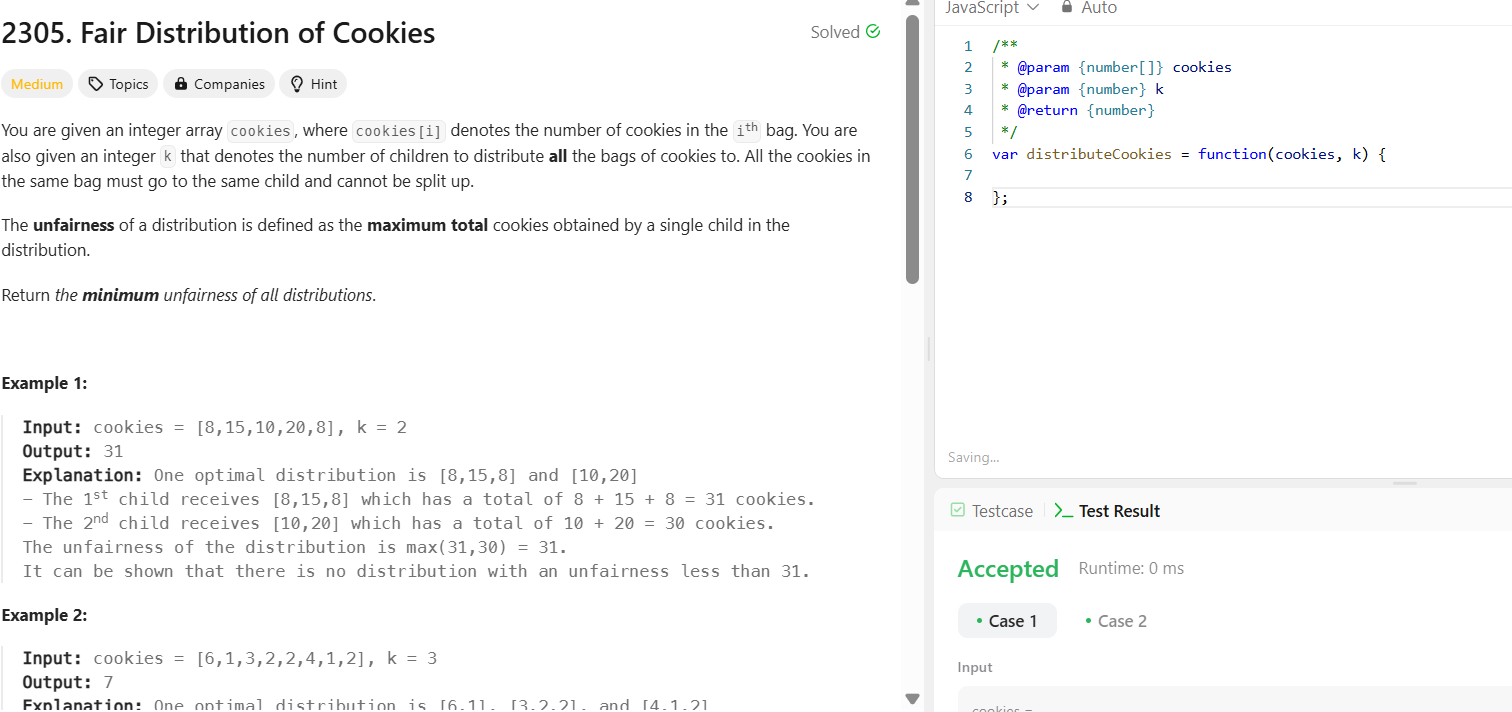 2305. Fair Distribution of Cookies
Solved
Medium Topics Companies Hint
You are given an integer array cookies, where cookies[i] denotes the number of cookies in the ith bag. You are
also given an integer k that denotes the number of children to distribute all the bags of cookies to. All the cookies in
the same bag must go to the same child and cannot be split up.
The unfairness of a distribution is defined as the maximum total cookies obtained by a single child in the
distribution.
Return the minimum unfairness of all distributions.
Example 1:
Input: cookies = [8,15,10,20,8], k = 2
Output: 31
Explanation: One optimal distribution is [8,15,8] and [10,20]
- The 1st child receives [8,15,8] which has a total of 8 + 15 + 8 = 31 cookies.
- The 2nd child receives [10,20] which has a total of 10 + 20 = 30 cookies.
The unfairness of the distribution is max(31,30) = 31.
It can be shown that there is no distribution with an unfairness less than 31.
Example 2:
Input: cookies = [6,1,3,2,2,4,1,2], k = 3
Output: 7
Explanation: One optimal distribution is [6,1], [3,2,2], and [4,1,2]
JavaScript Auto
1 /**
2 * @param {number[]} cookies
3 * @param {number} k
4 * @return {number}
5 */
6 var distributeCookies = function(cookies, k) {
7
8 };
Saving...
Testcase Test Result
Accepted Runtime: 0 ms
Case 1 Case 2
Input
cookies =